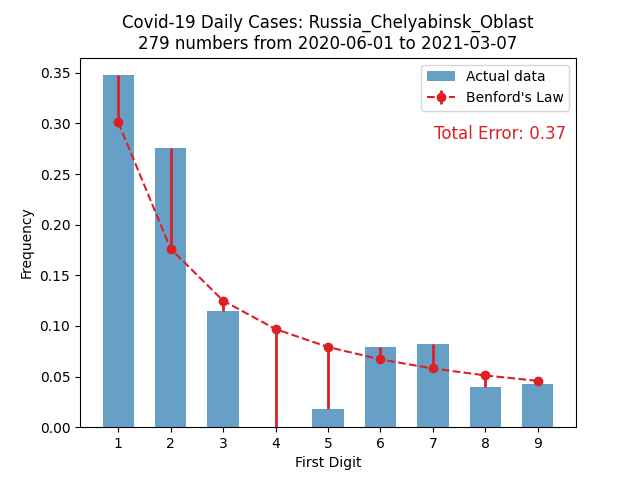 Covid-19 Daily Cases: Russia_Chelyabinsk_Oblast
279 numbers from 2020-06-01 to 2021-03-07
Actual data
Benford's Law
Total Error: 0.37
Frequency
0.35
0.30
0.25
0.20
0.15
0.10
0.05
0.00
1 2 3 4 5 6 7 8 9
First Digit